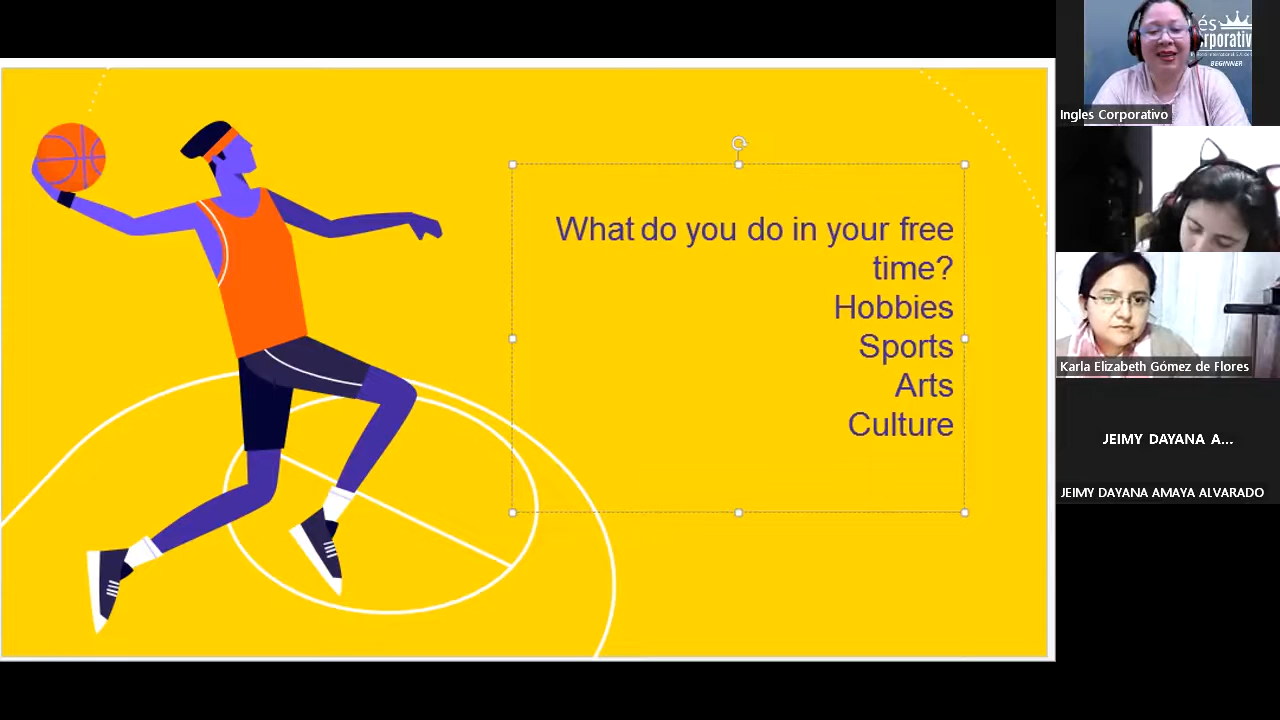 What do you do in your free
time?
Hobbies
Sports
Arts
Culture
BEGINNER
Ingles Corporativo
Karla Elizabeth Gómez de Flores
JEIMY DAYANA A...
JEIMY DAYANA AMAYA ALVARADO